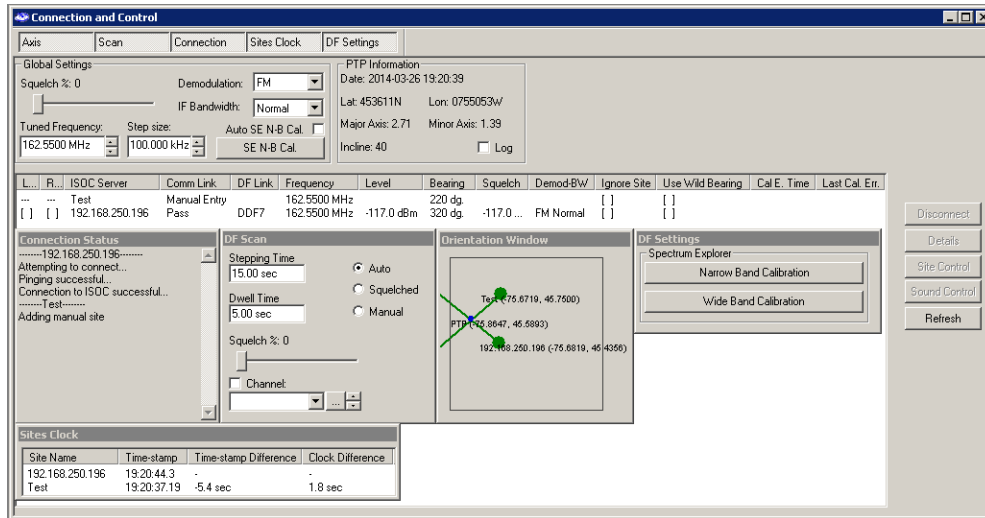 Connection and Control
Axis Scan Connection Sites Clock DF Settings
Global Settings
Squelch %: 0
Demodulation: FM
IF Bandwidth: Normal
Tuned Frequency: Step size: Auto SE N-B Cal.
162.5500 MHz 100.000 kHz SE N-B Cal.
PTP Information
Date: 2014-03-26 19:20:39
Lat: 453611N Lon: 0755053W
Major Axis: 2.71 Minor Axis: 1.39
Incline: 40 Log
L... R... ISOC Server Comm Link DF Link Frequency Level Bearing Squelch Demod-BW Ignore Site Use Wild Bearing Cal E. Time Last Cal. Err.
--- --- Test Manual Entry 162.5500 MHz 220 dg. [ ] [ ]
[ ] [ ] 192.168.250.196 Pass DDF7 162.5500 MHz -117.0 dBm 320 dg. -117.0 ... FM Normal [ ] [ ]
Disconnect
Details
Site Control
Sound Control
Refresh
Connection Status
-------192.168.250.196--------
Attempting to connect...
Pinging successful...
Connection to ISOC successful...
-------Test-------
Adding manual site
DF Scan
Stepping Time
15.00 sec
Dwell Time
5.00 sec
Auto
Squelched
Manual
Squelch %: 0
Channel:
...
Orientation Window
Test (-75.6719, 45.7500)
PTP (-75.8647, 45.5893)
192.168.250.196 (-75.6819, 45.4356)
DF Settings
Spectrum Explorer
Narrow Band Calibration
Wide Band Calibration
Sites Clock
Site Name Time-stamp Time-stamp Difference Clock Difference
192.168.250.196 19:20:44.3 - -
Test 19:20:37.19 -5.4 sec 1.8 sec